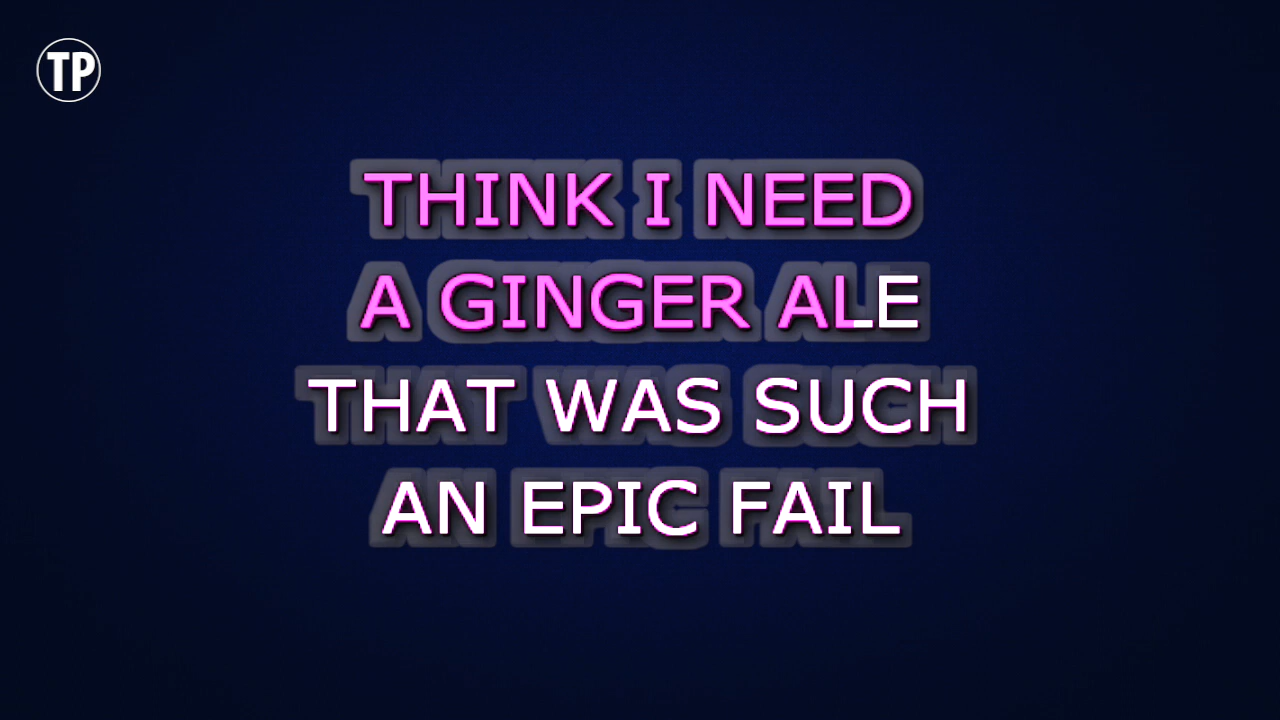 TP
THINK I NEED
A GINGER ALE
THAT WAS SUCH
AN EPIC FAIL